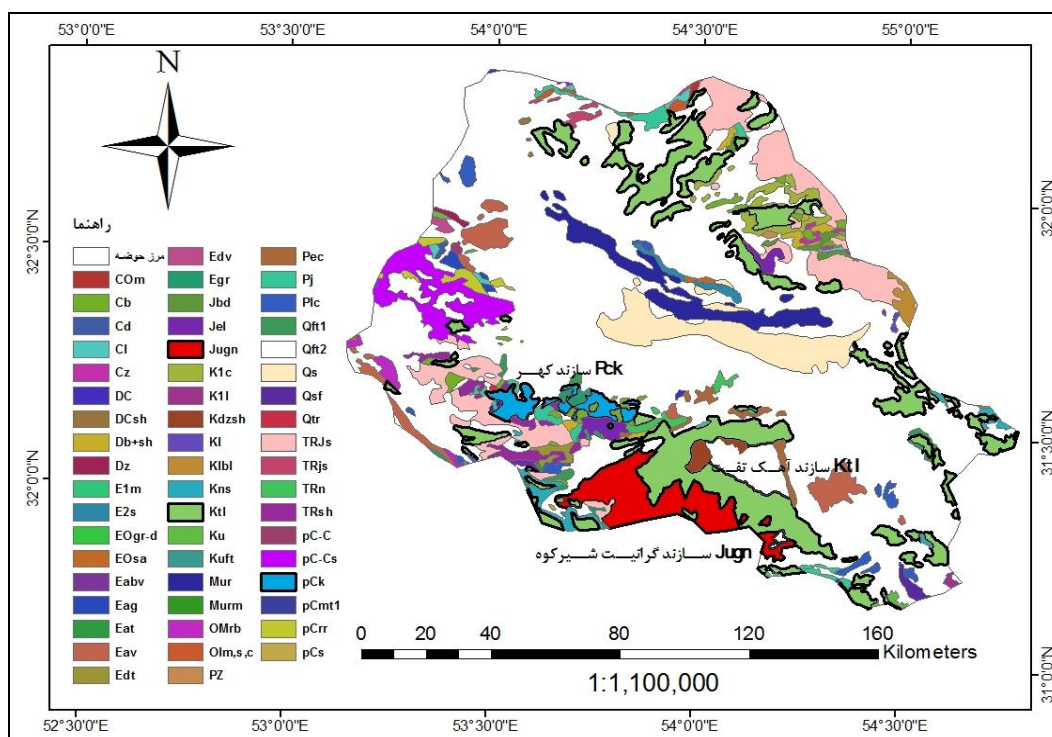 53°0'0"E 53°30'0"E 54°0'0"E 54°30'0"E 55°0'0"E
N
32°30'0"N
32°0'0"N
32°0'0"N
31°30'0"N
31°0'0"N
راهنما
مرز حوضه
COm
Cb
Cd
Cl
Cz
DC
DCsh
Db+sh
Dz
E1m
E2s
EOgr-d
EOsa
Eabv
Eag
Eat
Eav
Edt
Edv
Egr
Jbd
Jel
Jugn
K1c
K1l
Kdzsh
Kl
Klbl
Kns
Ktl
Ku
Kuft
Mur
Murm
OMrb
Olm,s,c
PZ
Pec
Pj
Plc
Qft1
Qft2
Qs
Qsf
Qtr
TRJs
TRjs
TRn
TRsh
pC-C
pC-Cs
pCk
pCmt1
pCrr
pCs
سازند کهر Pck
سازند آهک تفت Ktl
سازند گرانیت شیرکوه Jugn
0 20 40 80 120 160
Kilometers
1:1,100,000
52°30'0"E 53°0'0"E 53°30'0"E 54°0'0"E 54°30'0"E